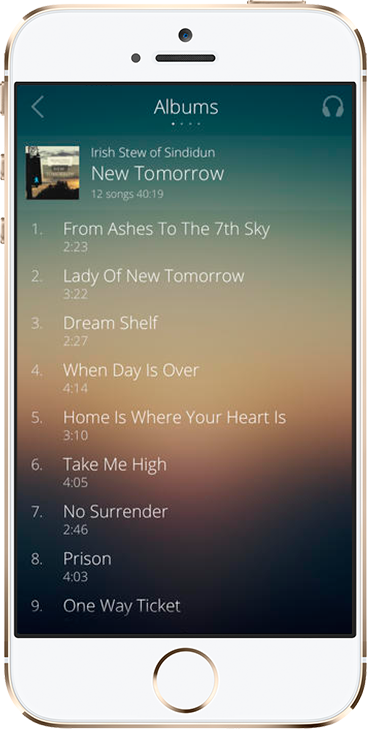 Albums
Irish Stew of Sindidun
New Tomorrow
12 songs 40:19
1. From Ashes To The 7th Sky
2:23
2. Lady Of New Tomorrow
3:22
3. Dream Shelf
2:27
4. When Day Is Over
4:14
5. Home Is Where Your Heart Is
3:10
6. Take Me High
4:05
7. No Surrender
2:46
8. Prison
4:03
9. One Way Ticket